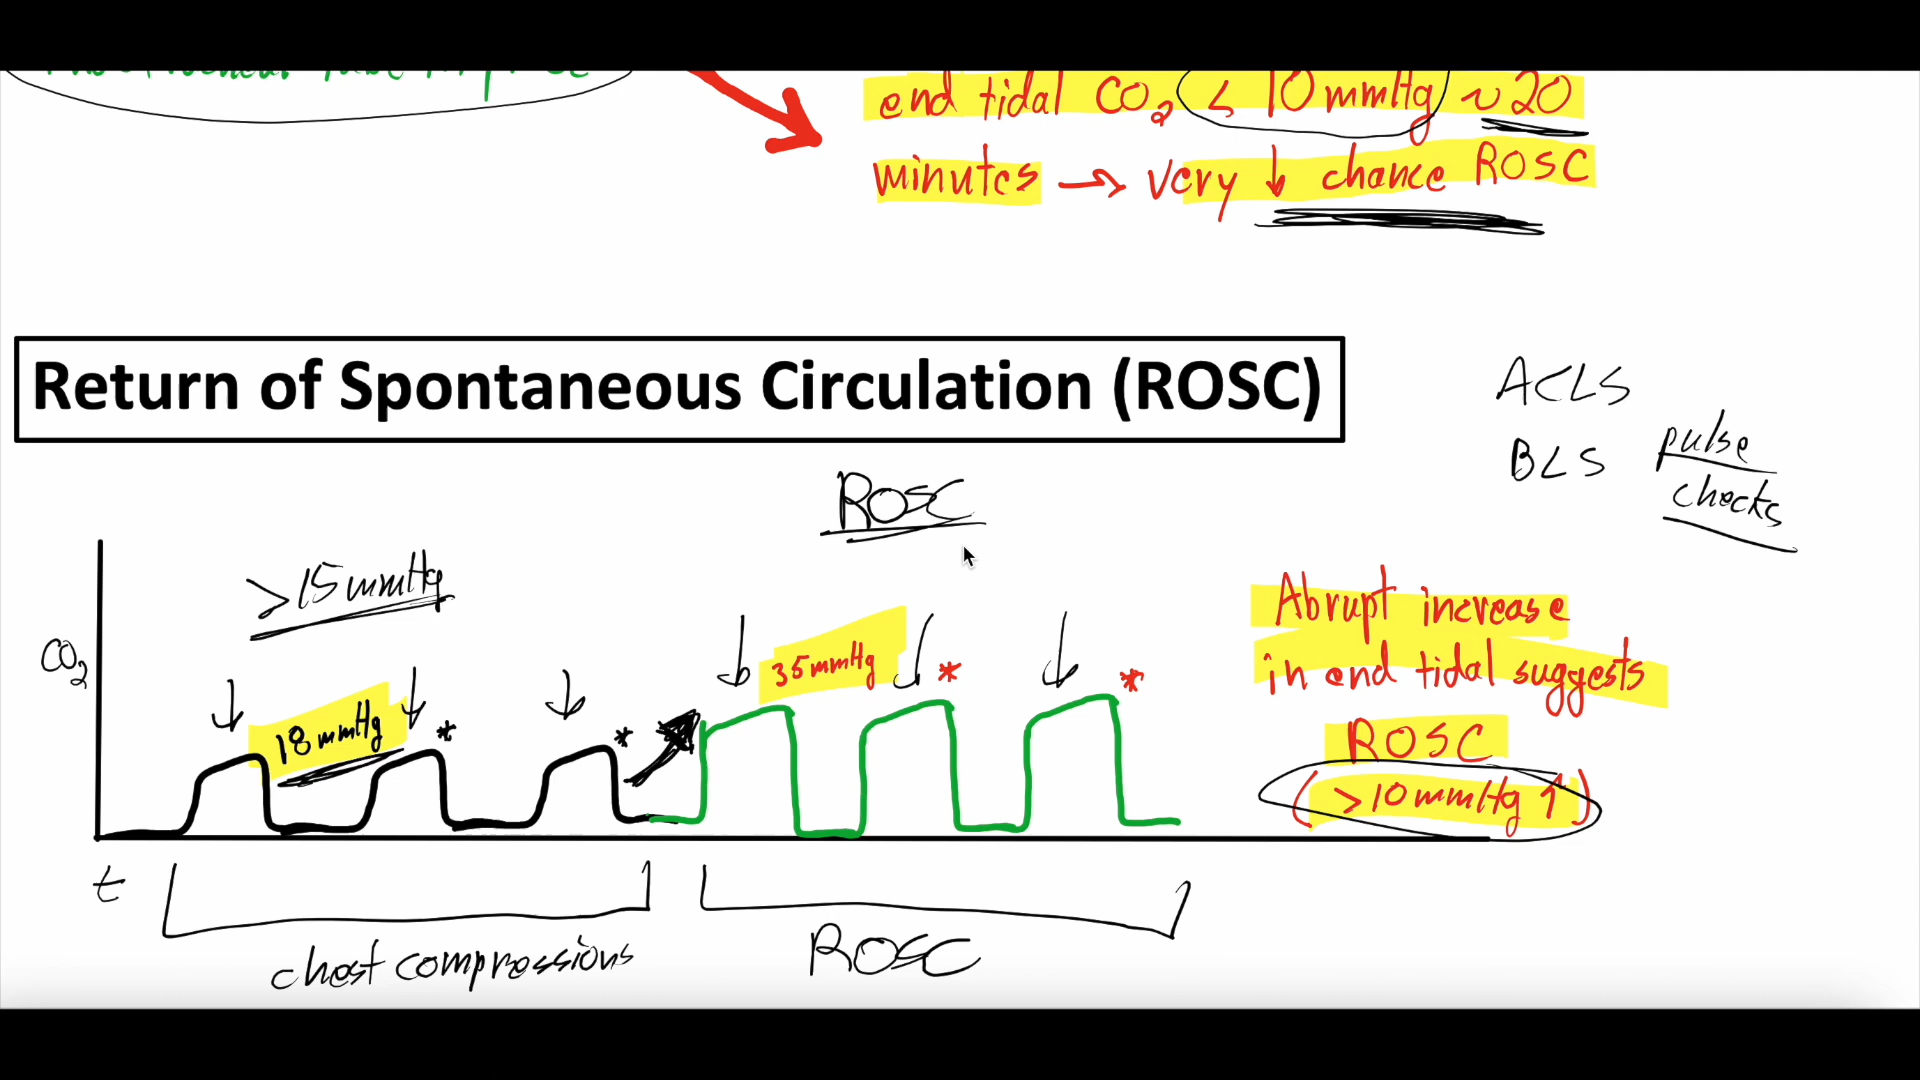 end tidal CO₂ < 10 mmHg ~ 20
minutes → very ↓ chance ROSC
Return of Spontaneous Circulation (ROSC)
ACLS
BLS pulse
checks
ROSC
>15 mmHg
CO₂
18 mmHg
*
*
35 mmHg
*
*
Abrupt increase
in end tidal suggests
ROSC
(>10 mmHg ↑)
t
chest compressions
ROSC